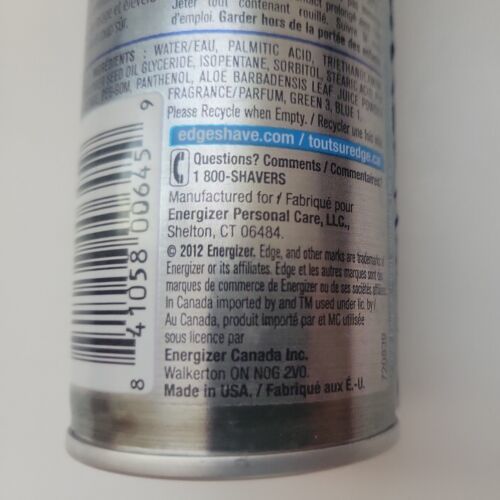 et élever
Jeter tout contenant rouillé. Suivre
d'emploi. Garder hors de la portée des
INGREDIENTS : WATER/EAU, PALMITIC ACID,
SEED OIL GLYCERIDE, ISOPENTANE, SORBITOL, STEARIC ACID
PANTHENOL, ALOE BARBADENSIS LEAF JUICE POWDER
FRAGRANCE/PARFUM, GREEN 3, BLUE 1.
Please Recycle when Empty. / Recycler une fois
edgeshave.com / toutsuredge.ca
Questions? Comments / Commentaires?
1 800-SHAVERS
Manufactured for / Fabriqué pour
Energizer Personal Care, LLC.,
Shelton, CT 06484.
© 2012 Energizer. Edge, and other marks are trademarks of
Energizer or its affiliates. Edge et les autres marques sont des
marques de commerce de Energizer ou de ses sociétés affiliées
In Canada imported by and TM used under lic. by /
Au Canada, produit importé par et MC utilisée
sous licence par
Energizer Canada Inc.
Walkerton ON N0G 2V0.
Made in USA. / Fabriqué aux É.-U.
8 41058 00645 9